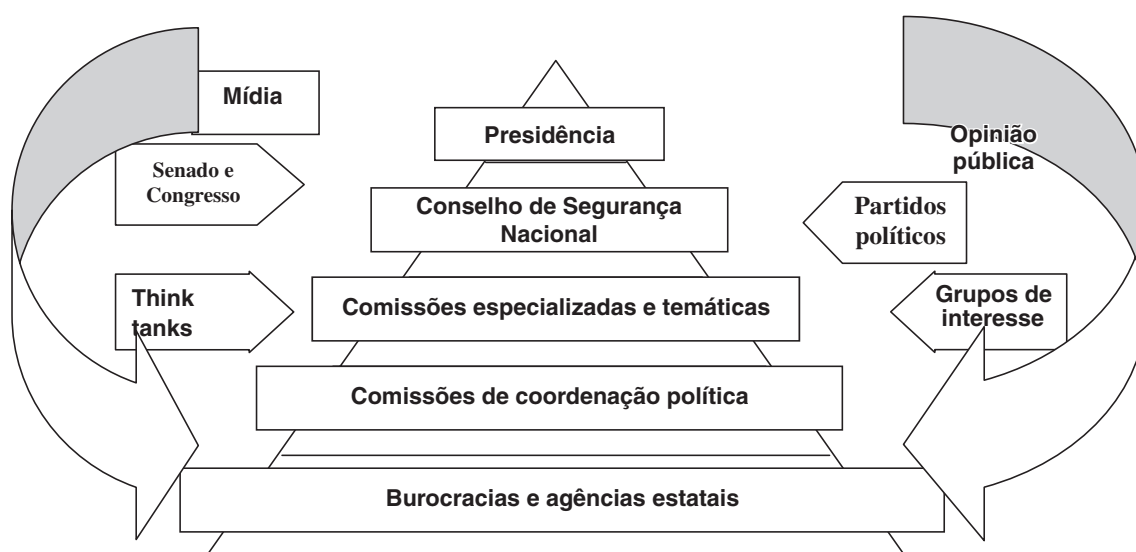 Mídia
Presidência
Opinião
pública
Senado e
Congresso
Conselho de Segurança
Nacional
Partidos
políticos
Think
tanks
Comissões especializadas e temáticas
Grupos de
interesse
Comissões de coordenação política
Burocracias e agências estatais